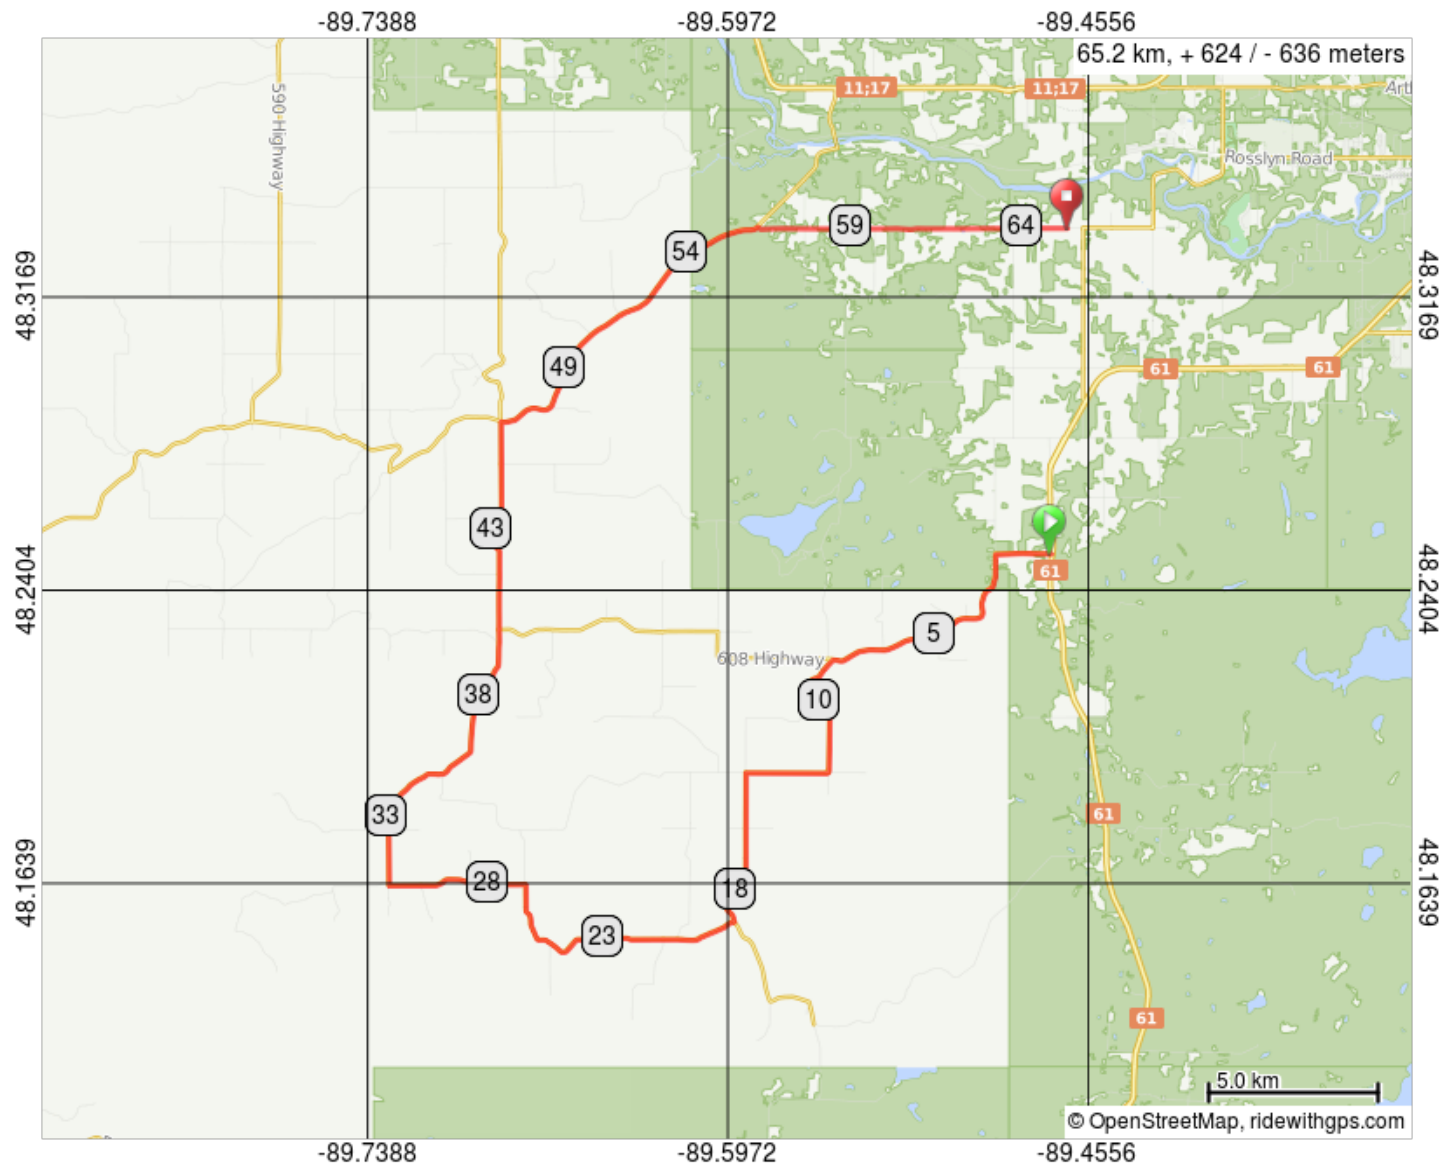 -89.7388 -89.5972 -89.4556
65.2 km, + 624 / - 636 meters
11;17 11;17
590 Highway
Rosslyn Road
59 64
54
48.3169 48.3169
49 61 61
43
61
48.2404 48.2404
5
608 Highway
38 10
33 61
28 18
48.1639 48.1639
23
61
5.0 km
© OpenStreetMap, ridewithgps.com
-89.7388 -89.5972 -89.4556